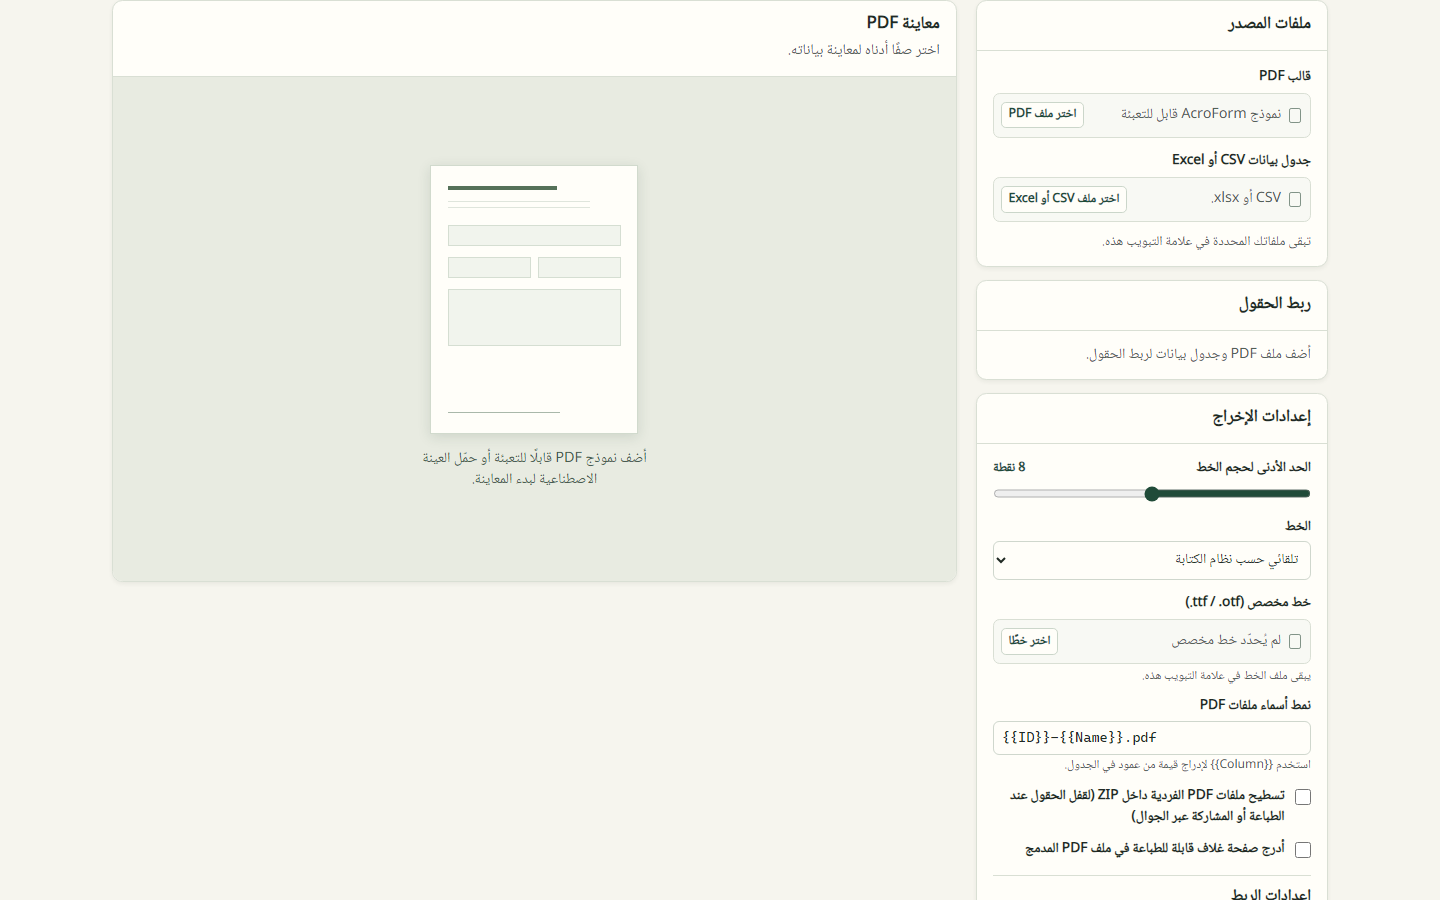 ملفات المصدر
قالب PDF
نموذج AcroForm قابل للتعبئة
اختر ملف PDF
جدول بيانات CSV أو Excel
CSV أو xlsx.
اختر ملف CSV أو Excel
تبقى ملفاتك المحددة في علامة التبويب هذه.
ربط الحقول
أضف ملف PDF وجدول بيانات لربط الحقول.
إعدادات الإخراج
الحد الأدنى لحجم الخط
8 نقطة
الخط
تلقائي حسب نظام الكتابة
خط مخصص (ttf / .otf.)
لم يُحدّد خط مخصص
اختر خطًا
يبقى ملف الخط في علامة التبويب هذه.
نمط أسماء ملفات PDF
{{ID}}-{{Name}}.pdf
استخدم {{Column}} لإدراج قيمة من عمود في الجدول.
تسطيح ملفات PDF الفردية داخل ZIP (لقفل الحقول عند
الطباعة أو المشاركة عبر الجوال)
أدرج صفحة غلاف قابلة للطباعة في ملف PDF المدمج
إعدادات الربط
معاينة PDF
اختر صفًا أدناه لمعاينة بياناته.
أضف نموذج PDF قابلًا للتعبئة أو حمّل العينة
الاصطناعية لبدء المعاينة.